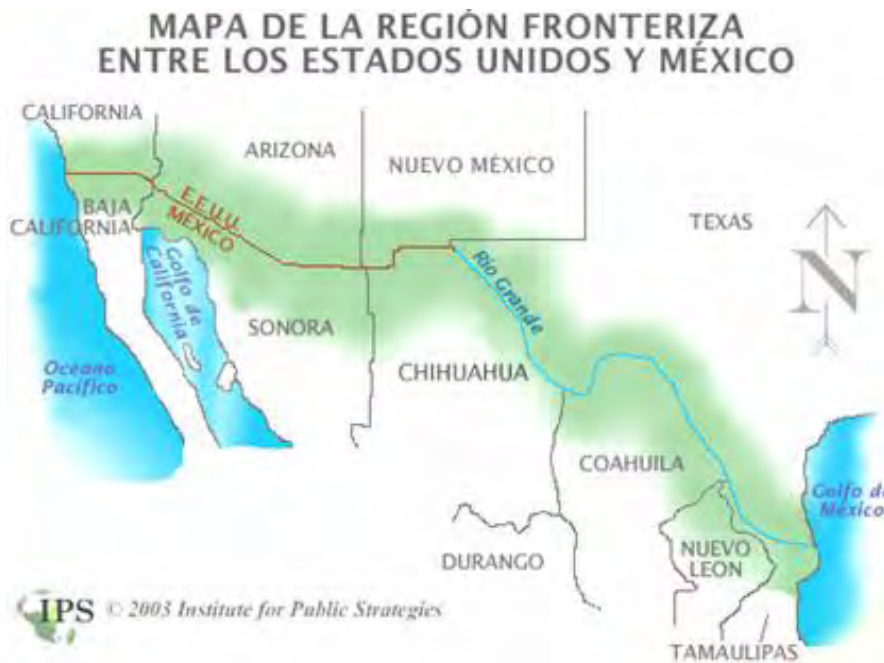 MAPA DE LA REGIÓN FRONTERIZA
ENTRE LOS ESTADOS UNIDOS Y MÉXICO
CALIFORNIA
ARIZONA
NUEVO MÉXICO
TEXAS
BAJA
CALIFORNIA
E.E.U.U.
MÉXICO
N
Golfo de
California
Río Grande
SONORA
CHIHUAHUA
Oceano
Pacífico
COAHUILA
Golfo de
México
DURANGO
NUEVO
LEON
TAMAULIPAS
IPS © 2003 Institute for Public Strategies